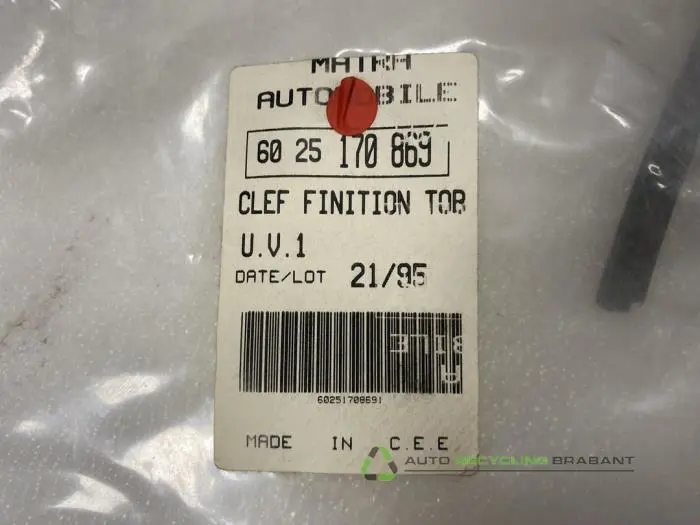 MATRA
AUTOMOBILE
60 25 170 869
CLEF FINITION TOB
U.V.1
DATE/LOT 21/95
BILE
A
60251708691
MADE IN C.E.E
AUTO RECYCLING BRABANT